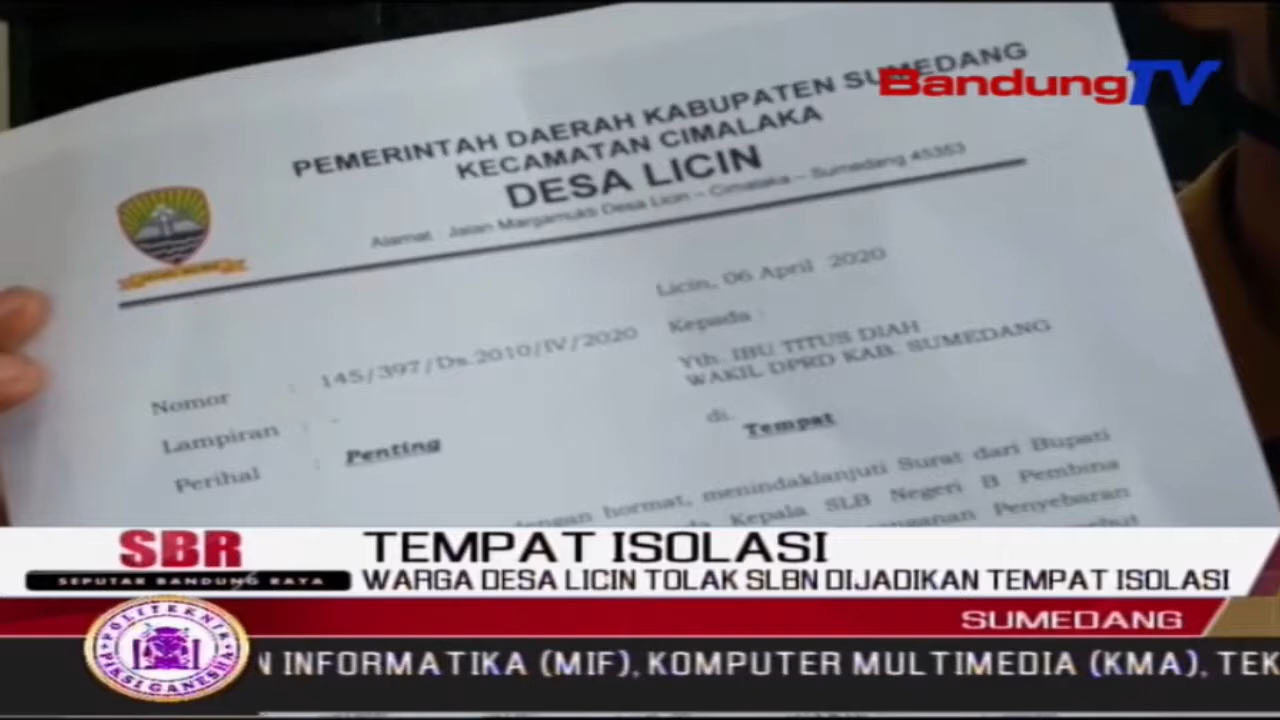 BandungTV
PEMERINTAH DAERAH KABUPATEN SUMEDANG
KECAMATAN CIMALAKA
DESA LICIN
Alamat : Jalan Margamukti Desa Licin – Cimalaka – Sumedang 45353
Licin, 06 April 2020
Kepada :
Yth. IBU TITUS DIAH
WAKIL DPRD KAB. SUMEDANG
di.
Tempat
Nomor : 145/397/Ds.2010/IV/2020
Lampiran : -
Perihal : Penting
dengan hormat, menindaklanjuti Surat dari Bupati
Kepala SLB Negeri B Pembina
Penyebaran
SBR
SEPUTAR BANDUNG RAYA
TEMPAT ISOLASI
WARGA DESA LICIN TOLAK SLBN DIJADIKAN TEMPAT ISOLASI
SUMEDANG
POLITEKNIK
PIKSI GANESHA
N INFORMATIKA (MIF), KOMPUTER MULTIMEDIA (KMA), TEK